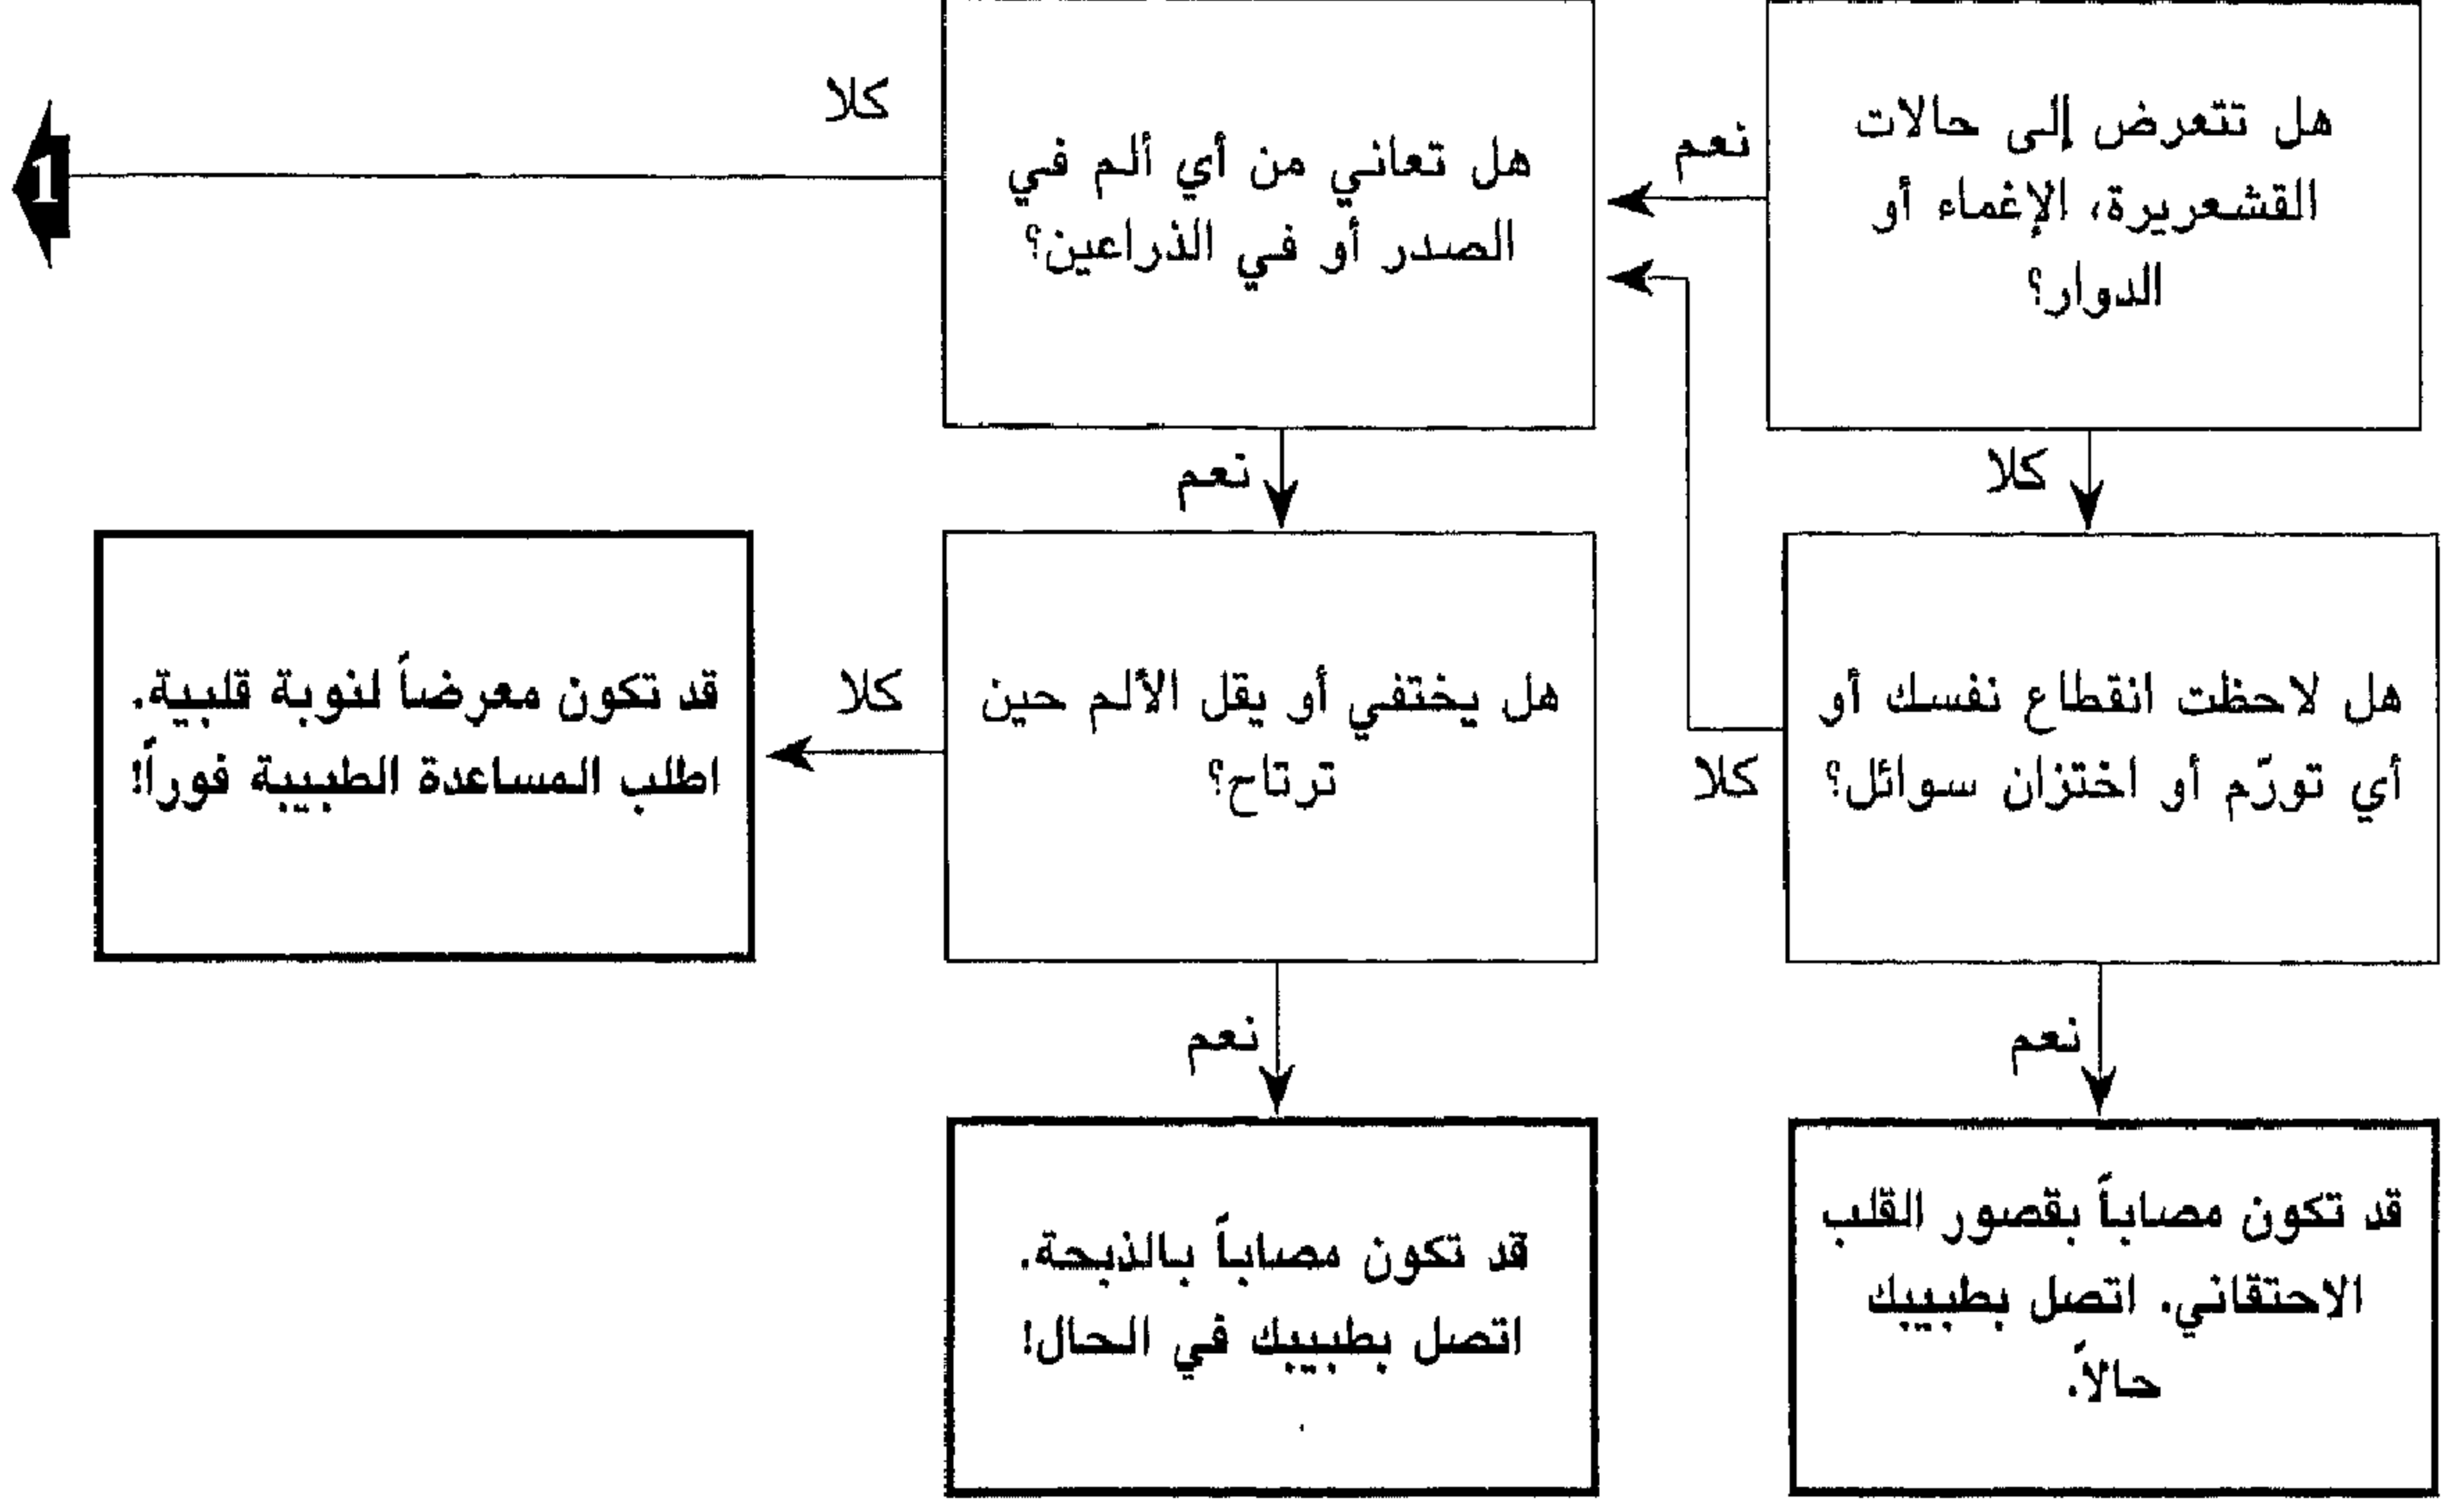 هل تتعرض إلى حالات
القشعريرة، الإغماء أو
الدوار؟
نعم
كلا
هل تعاني من أي ألم في
الصدر أو في الذراعين؟
كلا
1
نعم
هل لاحظت انقطاع نفسك أو
أي تورّم أو اختزان سوائل؟
كلا
نعم
هل يختفي أو يقل الألم حين
ترتاح؟
كلا
نعم
قد تكون معرضاً لنوبة قلبية.
اطلب المساعدة الطبيبة فوراً!
قد تكون مصاباً بقصور القلب
الاحتقاني. اتصل بطبيبك
حالاً.
قد تكون مصاباً بالذبحة.
اتصل بطبيبك في الحال!